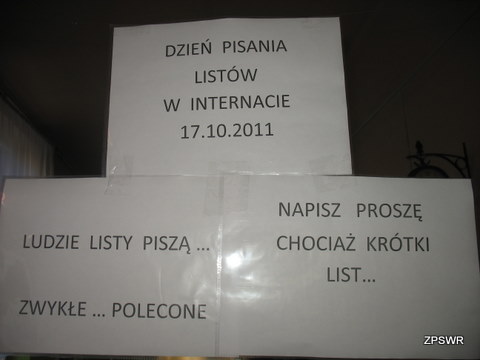 DZIEŃ PISANIA
LISTÓW
W INTERNACIE
17.10.2011
LUDZIE LISTY PISZĄ ...
ZWYKŁE ... POLECONE
NAPISZ PROSZĘ
CHOCIAŻ KRÓTKI
LIST...
ZPSWR